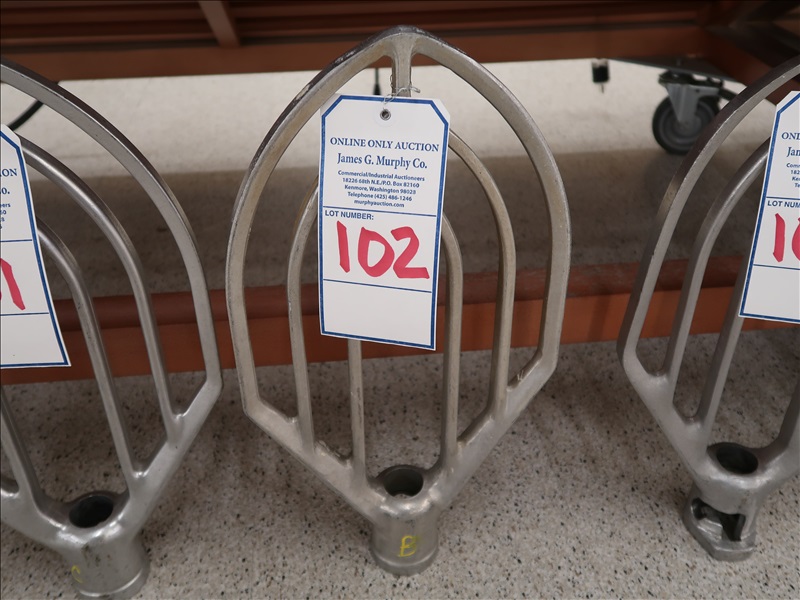 ONLINE ONLY AUCTION
James G. Murphy Co.
Commercial/Industrial Auctioneers
18226 68th N.E./P.O. Box 82160
Kenmore, Washington 98028
Telephone (425) 486-1246
murphyauction.com
LOT NUMBER:
102
B